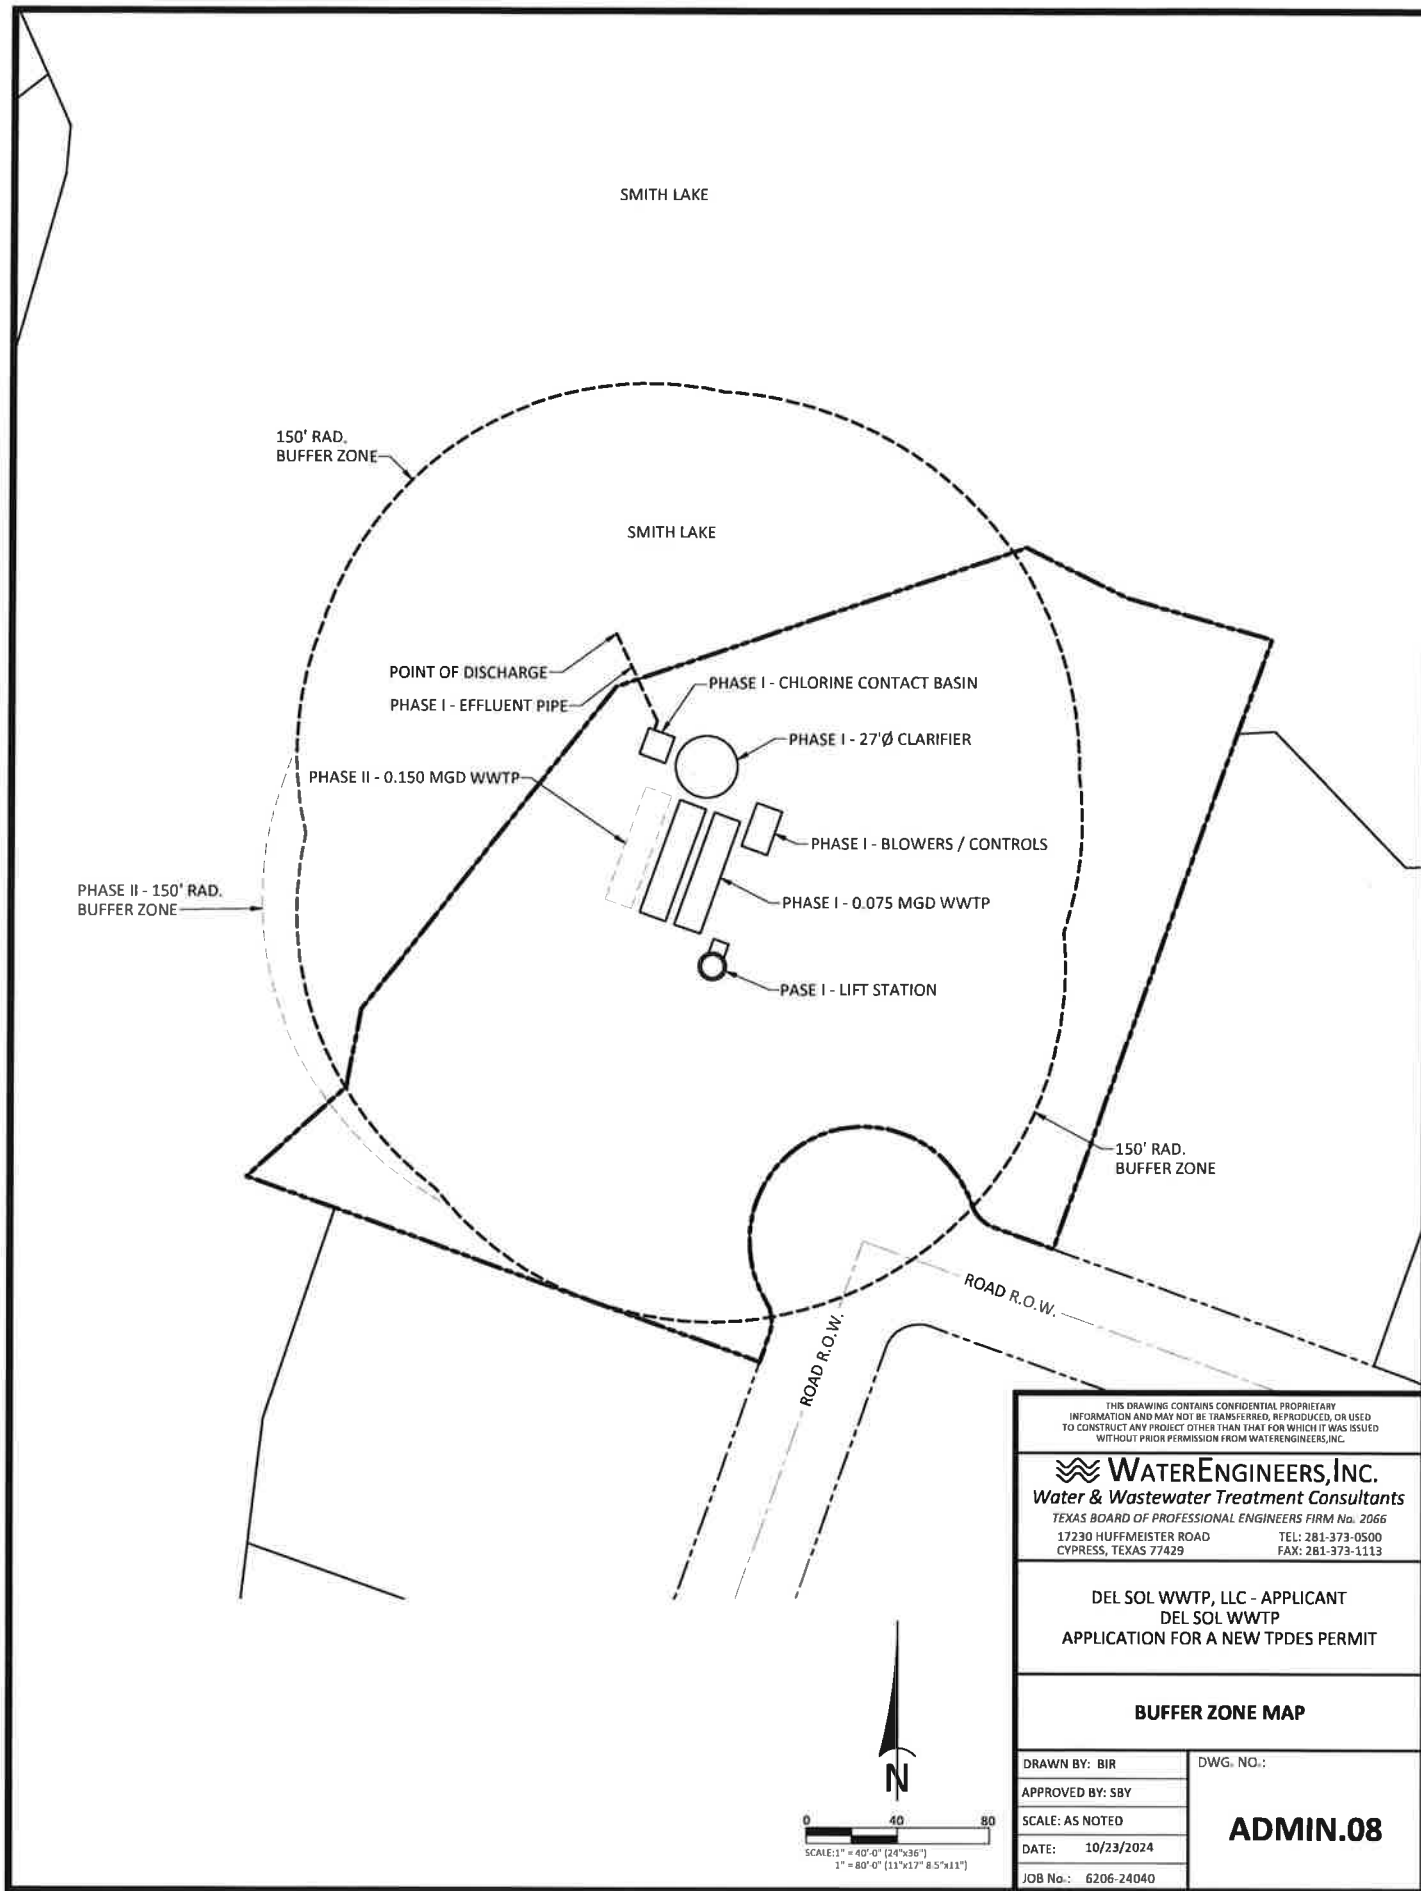 SMITH LAKE
150' RAD.
BUFFER ZONE
SMITH LAKE
POINT OF DISCHARGE
PHASE I - EFFLUENT PIPE
PHASE I - CHLORINE CONTACT BASIN
PHASE I - 27'Ø CLARIFIER
PHASE II - 0.150 MGD WWTP
PHASE I - BLOWERS / CONTROLS
PHASE II - 150' RAD.
BUFFER ZONE
PHASE I - 0.075 MGD WWTP
PASE I - LIFT STATION
150' RAD.
BUFFER ZONE
ROAD R.O.W.
ROAD R.O.W.
THIS DRAWING CONTAINS CONFIDENTIAL PROPRIETARY
INFORMATION AND MAY NOT BE TRANSFERRED, REPRODUCED, OR USED
TO CONSTRUCT ANY PROJECT OTHER THAN THAT FOR WHICH IT WAS ISSUED
WITHOUT PRIOR PERMISSION FROM WATERENGINEERS,INC.
WATERENGINEERS,INC.
Water & Wastewater Treatment Consultants
TEXAS BOARD OF PROFESSIONAL ENGINEERS FIRM No. 2066
17230 HUFFMEISTER ROAD TEL: 281-373-0500
CYPRESS, TEXAS 77429 FAX: 281-373-1113
DEL SOL WWTP, LLC - APPLICANT
DEL SOL WWTP
APPLICATION FOR A NEW TPDES PERMIT
BUFFER ZONE MAP
DRAWN BY: BIR
APPROVED BY: SBY
SCALE: AS NOTED
DATE: 10/23/2024
JOB No.: 6206-24040
DWG. NO.:
ADMIN.08
N
0 40 80
SCALE:1" = 40'-0" (24"x36")
1" = 80'-0" (11"x17" 8.5"x11")